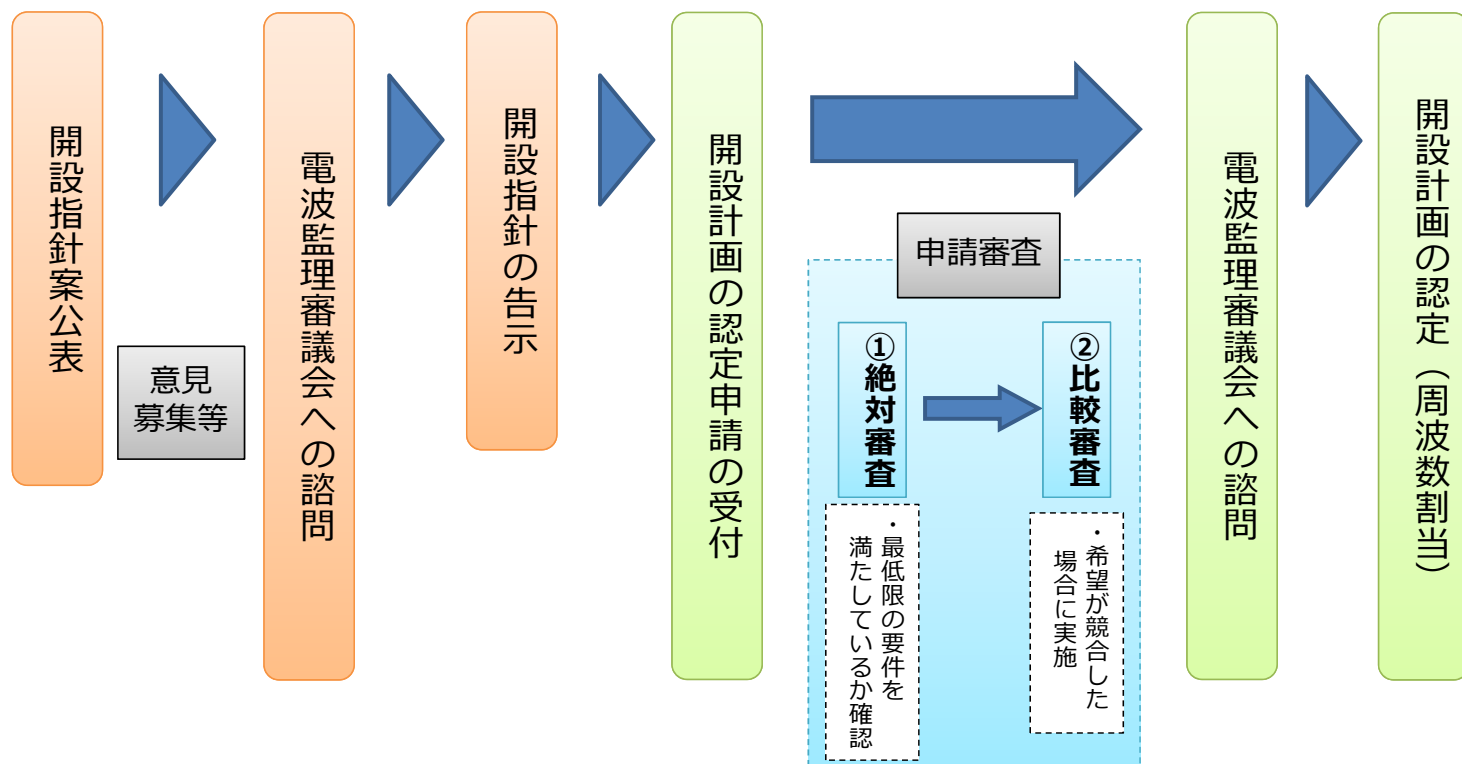 開設指針案公表
意見
募集等
電波監理審議会への諮問
開設指針の告示
開設計画の認定申請の受付
申請審査
①絶対審査
・最低限の要件を
満たしているか確認
②比較審査
・希望が競合した
場合に実施
電波監理審議会への諮問
開設計画の認定（周波数割当）